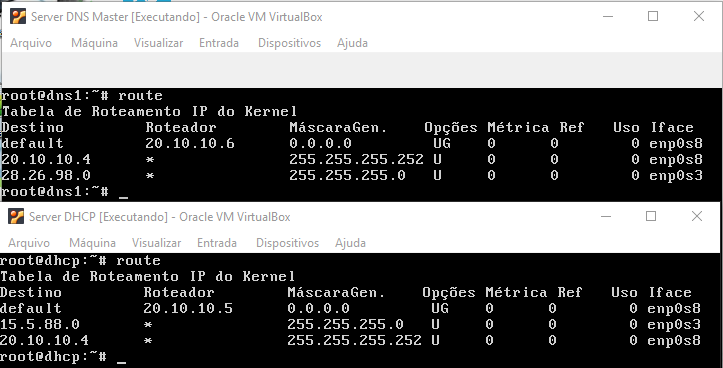 Server DNS Master [Executando] - Oracle VM VirtualBox
Arquivo Máquina Visualizar Entrada Dispositivos Ajuda
root@dns1:~# route
Tabela de Roteamento IP do Kernel
Destino Roteador MáscaraGen. Opções Métrica Ref Uso Iface
default 20.10.10.6 0.0.0.0 UG 0 0 0 enp0s8
20.10.10.4 * 255.255.255.252 U 0 0 0 enp0s8
28.26.98.0 * 255.255.255.0 U 0 0 0 enp0s3
root@dns1:~# _
Server DHCP [Executando] - Oracle VM VirtualBox
Arquivo Máquina Visualizar Entrada Dispositivos Ajuda
root@dhcp:~# route
Tabela de Roteamento IP do Kernel
Destino Roteador MáscaraGen. Opções Métrica Ref Uso Iface
default 20.10.10.5 0.0.0.0 UG 0 0 0 enp0s8
15.5.88.0 * 255.255.255.0 U 0 0 0 enp0s3
20.10.10.4 * 255.255.255.252 U 0 0 0 enp0s8
root@dhcp:~# _